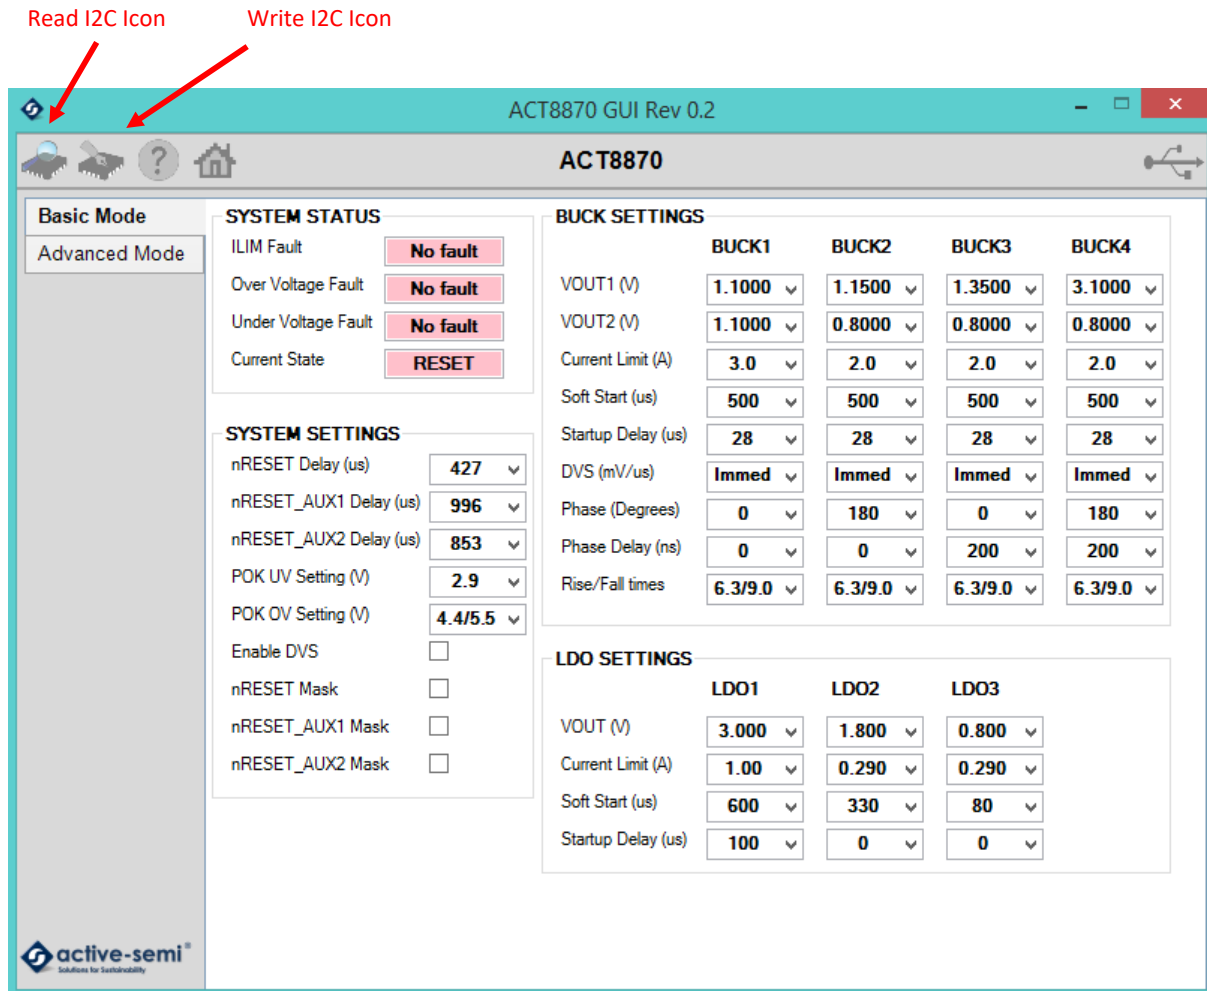 Read I2C Icon Write I2C Icon
ACT8870 GUI Rev 0.2
ACT8870
Basic Mode
Advanced Mode
SYSTEM STATUS
ILIM Fault No fault
Over Voltage Fault No fault
Under Voltage Fault No fault
Current State RESET
SYSTEM SETTINGS
nRESET Delay (us) 427
nRESET_AUX1 Delay (us) 996
nRESET_AUX2 Delay (us) 853
POK UV Setting (V) 2.9
POK OV Setting (V) 4.4/5.5
Enable DVS
nRESET Mask
nRESET_AUX1 Mask
nRESET_AUX2 Mask
BUCK SETTINGS
BUCK1 BUCK2 BUCK3 BUCK4
VOUT1 (V) 1.1000 1.1500 1.3500 3.1000
VOUT2 (V) 1.1000 0.8000 0.8000 0.8000
Current Limit (A) 3.0 2.0 2.0 2.0
Soft Start (us) 500 500 500 500
Startup Delay (us) 28 28 28 28
DVS (mV/us) Immed Immed Immed Immed
Phase (Degrees) 0 180 0 180
Phase Delay (ns) 0 0 200 200
Rise/Fall times 6.3/9.0 6.3/9.0 6.3/9.0 6.3/9.0
LDO SETTINGS
LDO1 LDO2 LDO3
VOUT (V) 3.000 1.800 0.800
Current Limit (A) 1.00 0.290 0.290
Soft Start (us) 600 330 80
Startup Delay (us) 100 0 0
active-semi®
Solutions for Sustainability